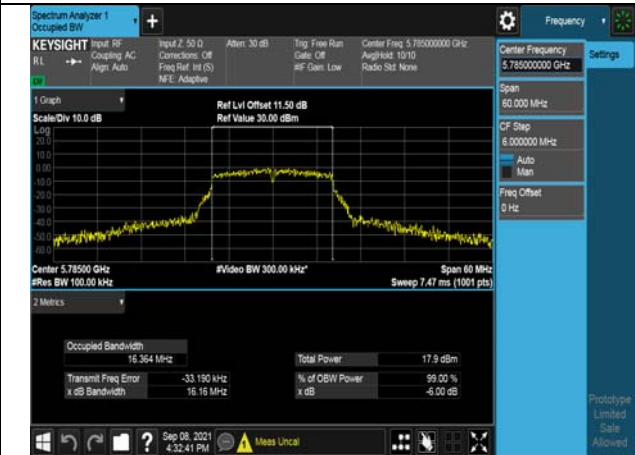 Spectrum Analyzer 1
Occupied BW
Frequency
KEYSIGHT
RL
Input: RF
Coupling: AC
Align: Auto
Input Z: 50 Ω
Corrections: Off
Freq Ref: Int (S)
NFE: Adaptive
Atten: 30 dB
Trig: Free Run
Gate: Off
#IF Gain: Low
Center Freq: 5.785000000 GHz
Avg|Hold: 10/10
Radio Std: None
Center Frequency
5.785000000 GHz
Settings
Span
60.000 MHz
CF Step
6.000000 MHz
Auto
Man
Freq Offset
0 Hz
1 Graph
Scale/Div 10.0 dB
Ref Lvl Offset 11.50 dB
Ref Value 30.00 dBm
Log
20.0
10.0
0.00
-10.0
-20.0
-30.0
-40.0
-50.0
-60.0
Center 5.78500 GHz
#Res BW 100.00 kHz
#Video BW 300.00 kHz*
Span 60 MHz
Sweep 7.47 ms (1001 pts)
2 Metrics
Occupied Bandwidth
16.364 MHz
Total Power 17.9 dBm
Transmit Freq Error -33.190 kHz
% of OBW Power 99.00 %
x dB Bandwidth 16.16 MHz
x dB -6.00 dB
Sep 08, 2021
4:32:41 PM
Meas Uncal
Prototype
Limited
Sale
Allowed